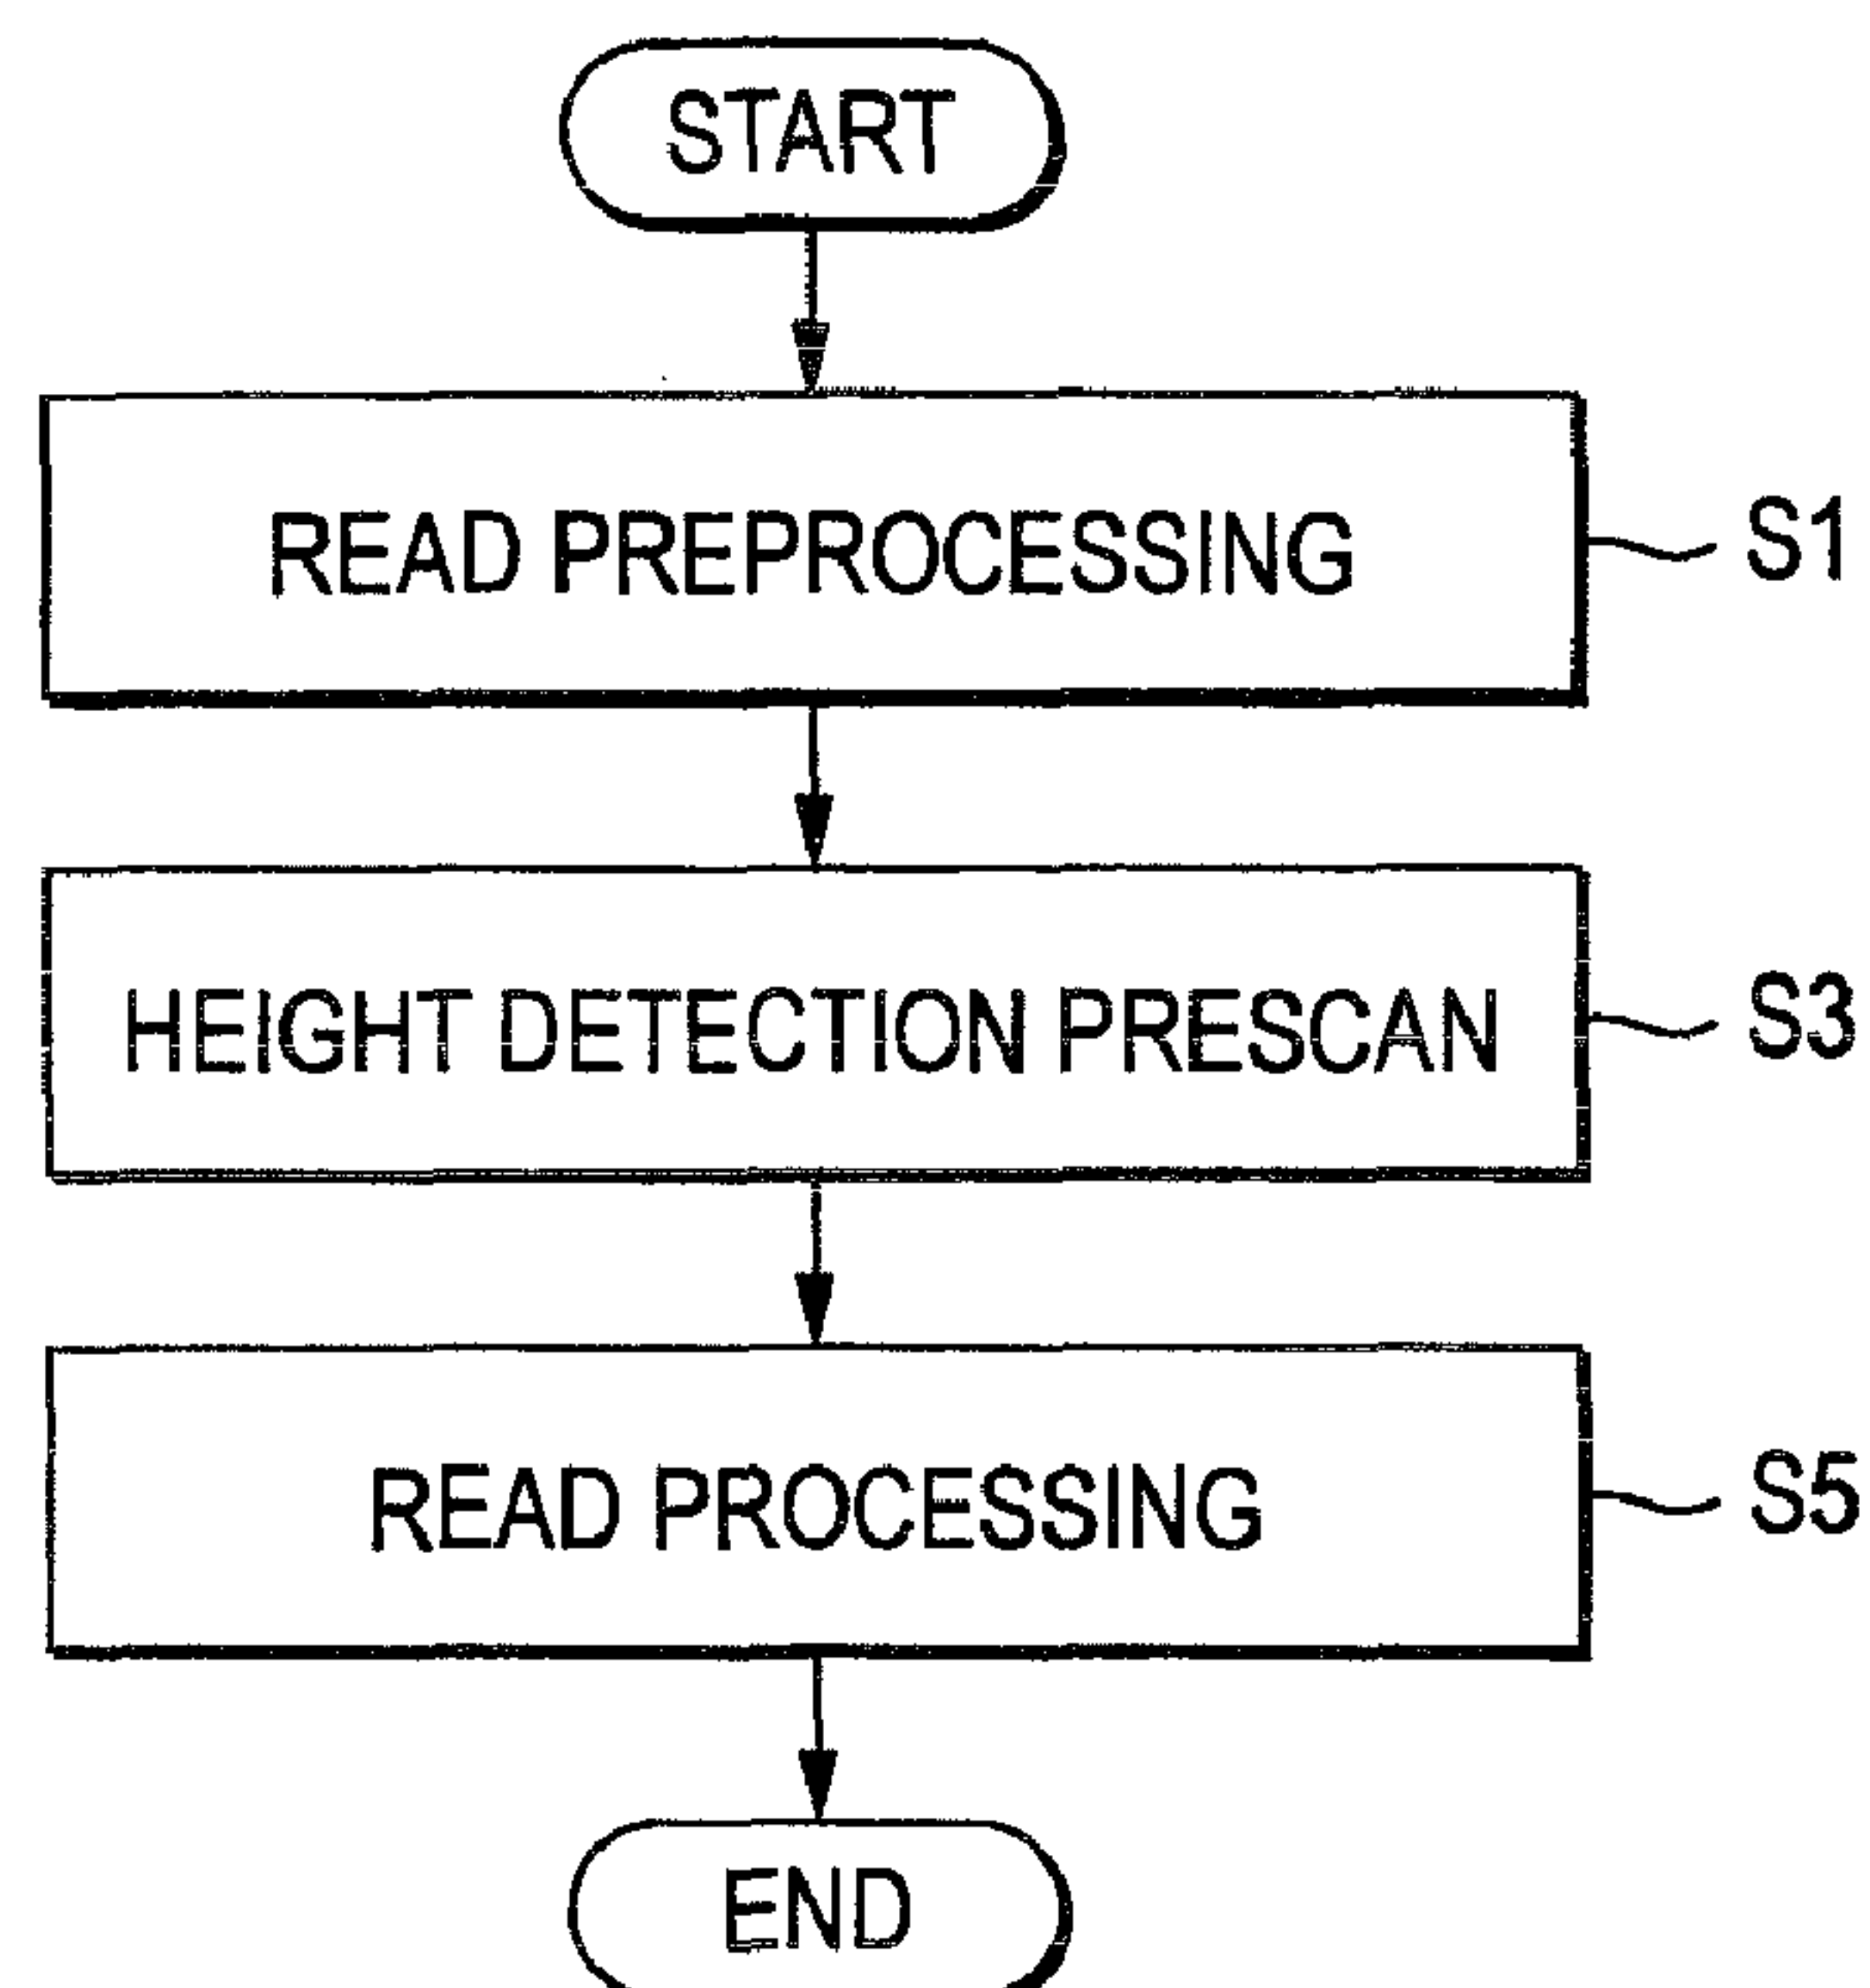 START
READ PREPROCESSING
S1
HEIGHT DETECTION PRESCAN
S3
READ PROCESSING
S5
END